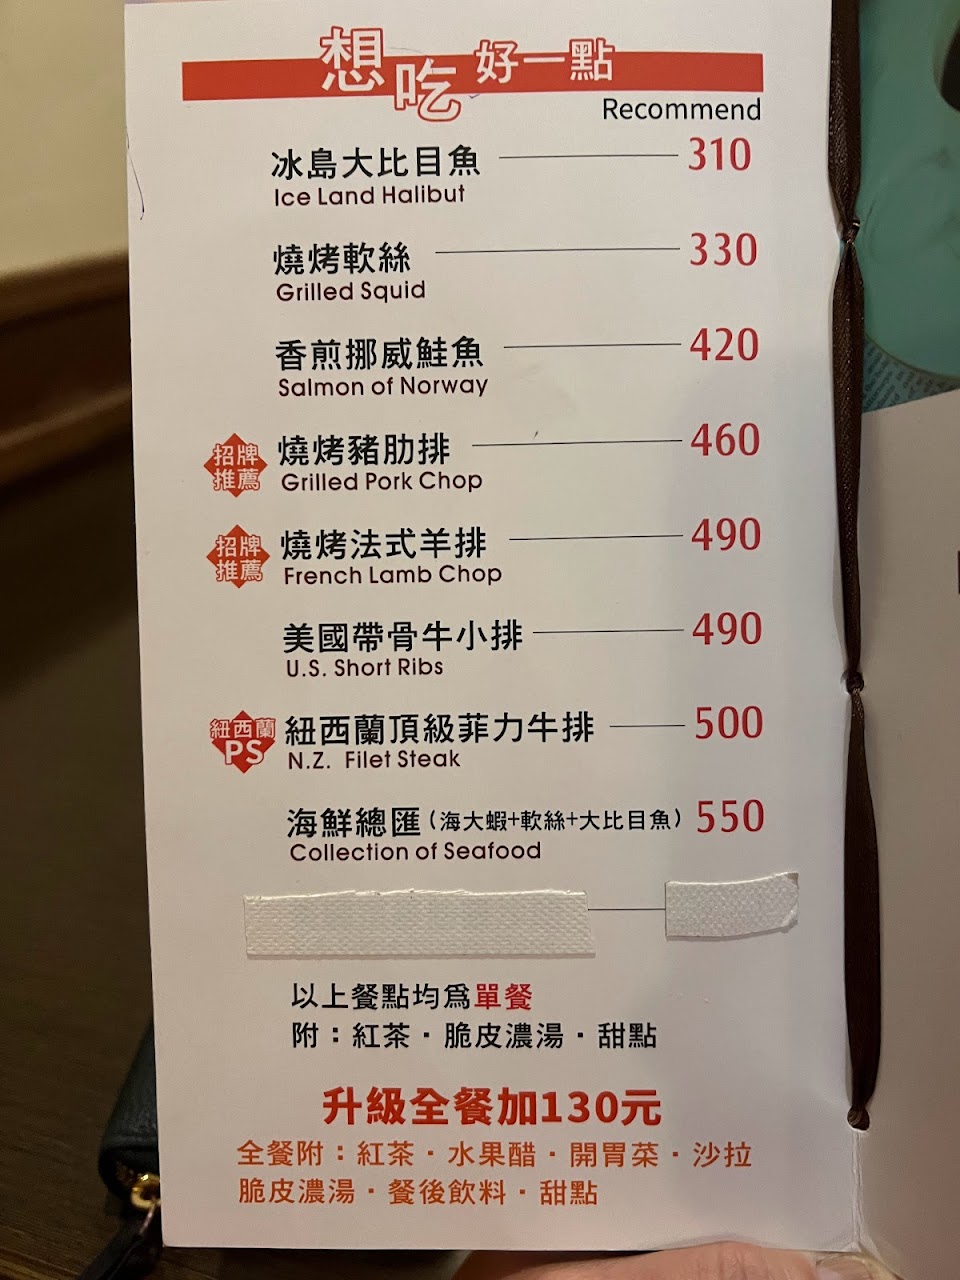 想吃好一點
Recommend
冰島大比目魚 310
Ice Land Halibut
燒烤軟絲 330
Grilled Squid
香煎挪威鮭魚 420
Salmon of Norway
招牌推薦 燒烤豬肋排 460
Grilled Pork Chop
招牌推薦 燒烤法式羊排 490
French Lamb Chop
美國帶骨牛小排 490
U.S. Short Ribs
紐西蘭PS 紐西蘭頂級菲力牛排 500
N.Z. Filet Steak
海鮮總匯(海大蝦+軟絲+大比目魚) 550
Collection of Seafood
以上餐點均爲單餐
附：紅茶・脆皮濃湯・甜點
升級全餐加130元
全餐附：紅茶・水果醋・開胃菜・沙拉
脆皮濃湯・餐後飲料・甜點